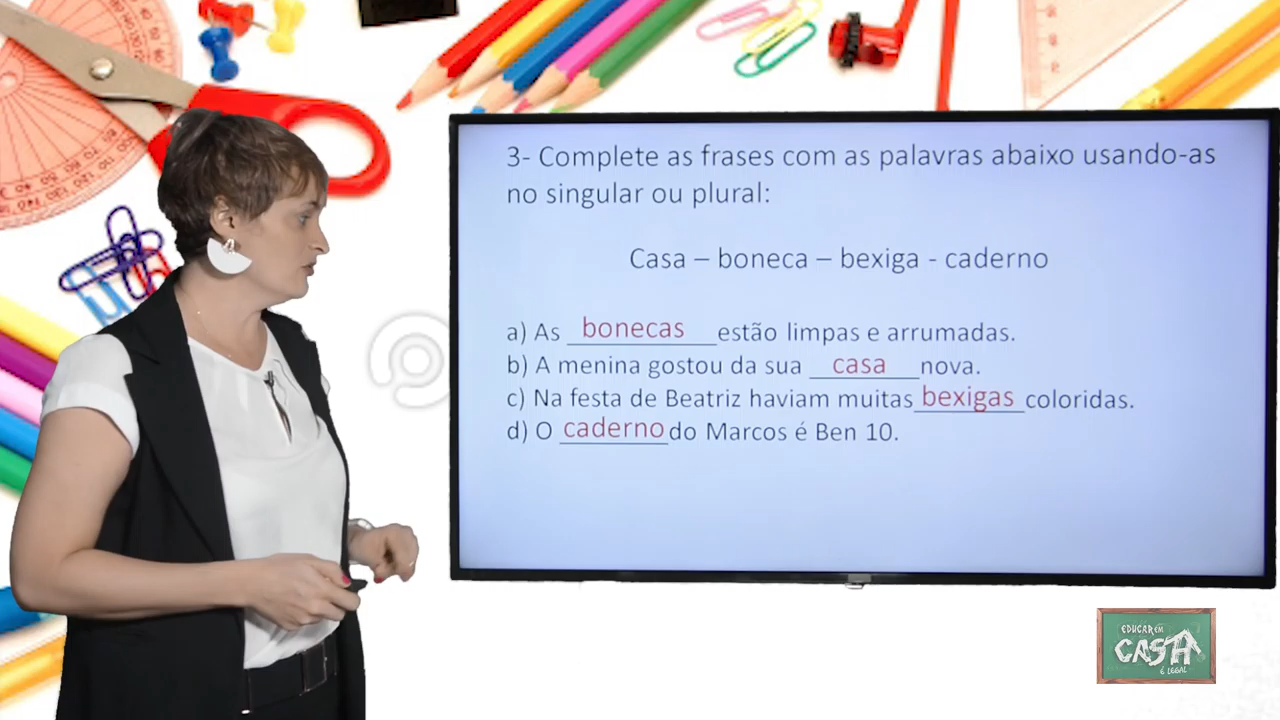 3- Complete as frases com as palavras abaixo usando-as
no singular ou plural:
Casa – boneca – bexiga - caderno
a) As bonecas estão limpas e arrumadas.
b) A menina gostou da sua casa nova.
c) Na festa de Beatriz haviam muitas bexigas coloridas.
d) O caderno do Marcos é Ben 10.
EDUCAR EM
CASA
É LEGAL